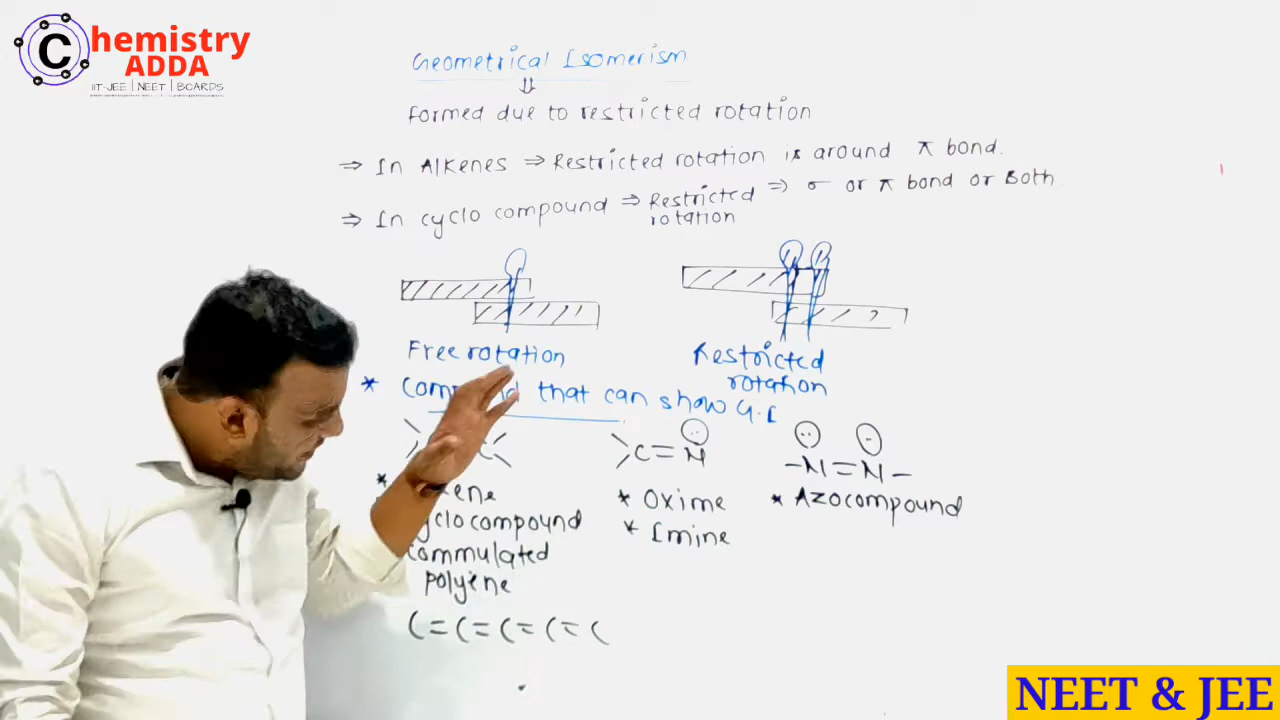 Chemistry
ADDA
IIT-JEE | NEET | BOARDS
Geometrical Isomerism
⇓
Formed due to restricted rotation
⇒ In Alkenes ⇒ Restricted rotation is around π bond.
⇒ In cyclo compound ⇒ Restricted rotation ⇒ σ or π bond or Both
Free rotation
Restricted
rotation
* that can show G.I
C=N
-N=N-
* Oxime
* Imine
* Azocompound
commulated
polyene
C=C=C=C=C
NEET & JEE